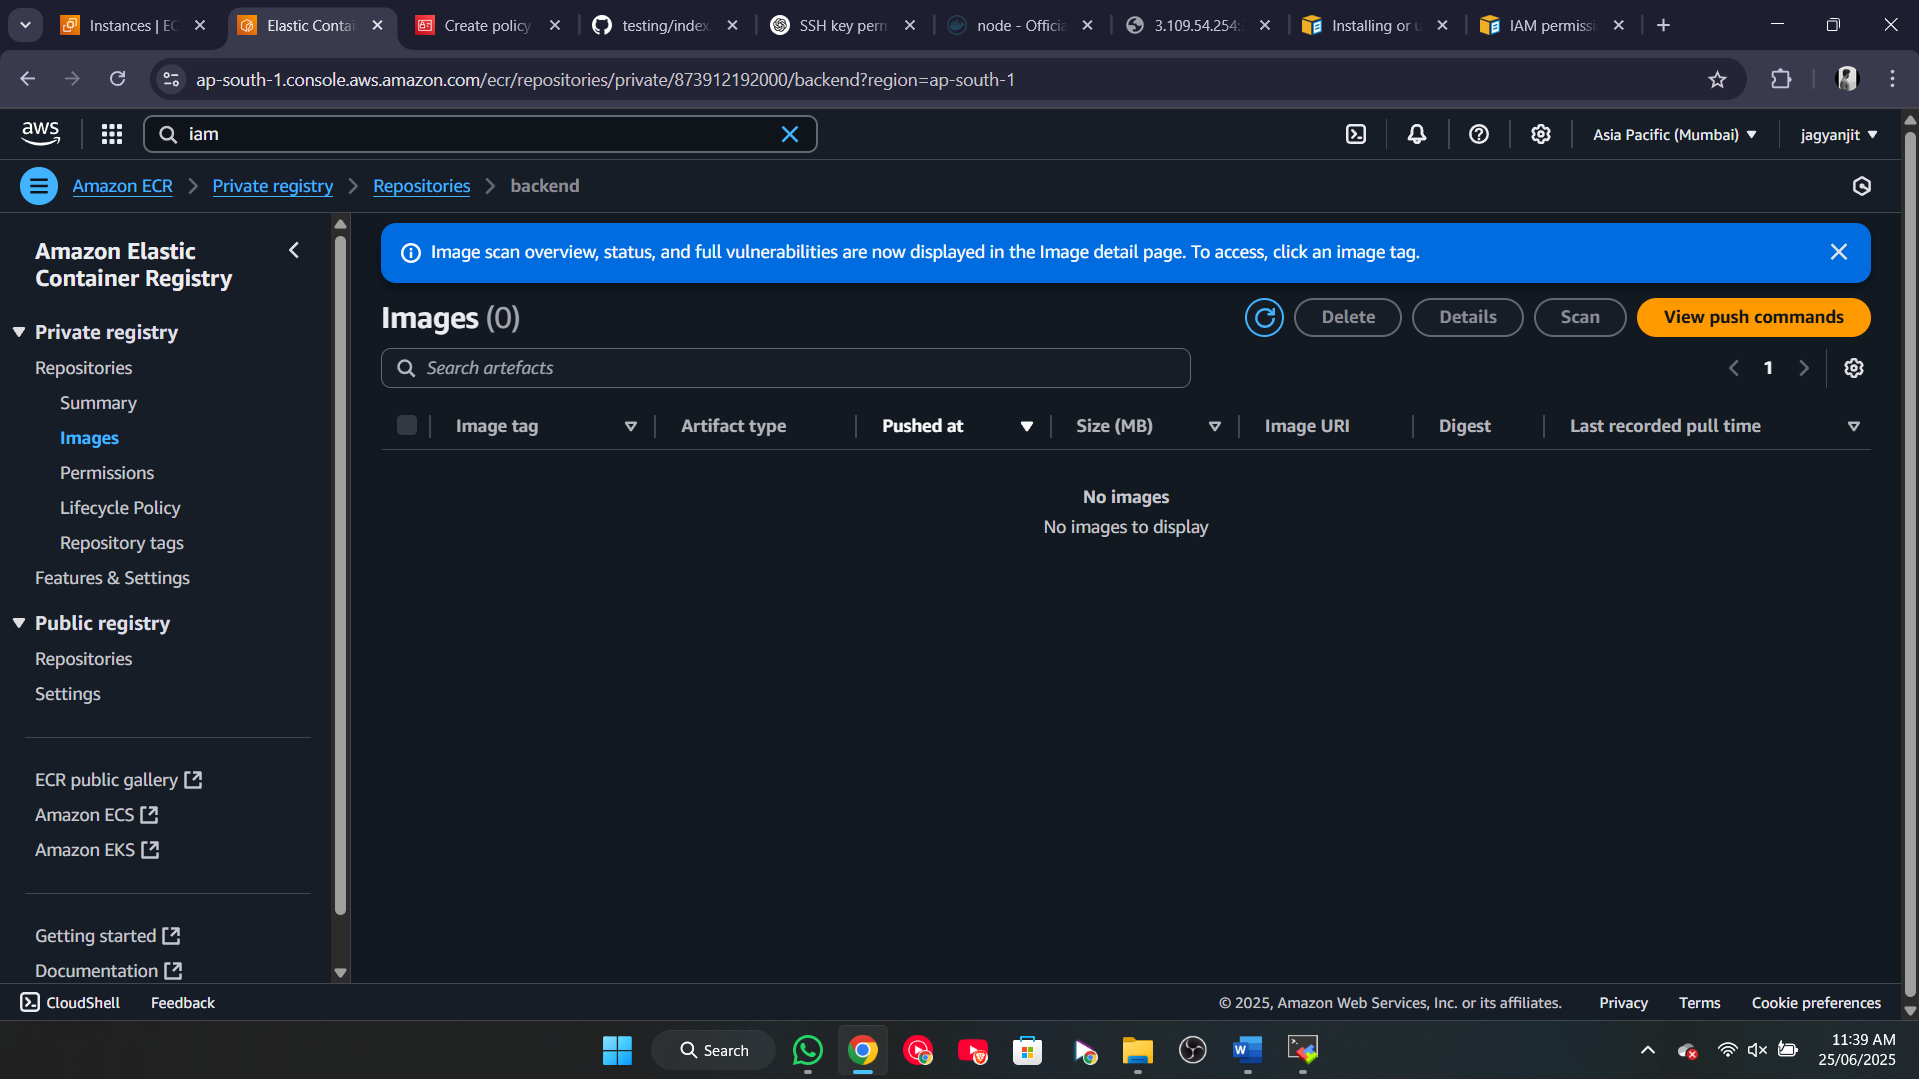 Instances | EC
Elastic Contai
Create policy
testing/index.
SSH key perm
node - Officia
3.109.54.254:
Installing or u
IAM permissi
ap-south-1.console.aws.amazon.com/ecr/repositories/private/873912192000/backend?region=ap-south-1
aws
iam
Asia Pacific (Mumbai)
jagyanjit
Amazon ECR
Private registry
Repositories
backend
Amazon Elastic
Container Registry
Private registry
Repositories
Summary
Images
Permissions
Lifecycle Policy
Repository tags
Features & Settings
Public registry
Repositories
Settings
ECR public gallery
Amazon ECS
Amazon EKS
Getting started
Documentation
Image scan overview, status, and full vulnerabilities are now displayed in the Image detail page. To access, click an image tag.
Images (0)
Delete
Details
Scan
View push commands
Search artefacts
1
Image tag
Artifact type
Pushed at
Size (MB)
Image URI
Digest
Last recorded pull time
No images
No images to display
CloudShell
Feedback
© 2025, Amazon Web Services, Inc. or its affiliates.
Privacy
Terms
Cookie preferences
Search
11:39 AM
25/06/2025